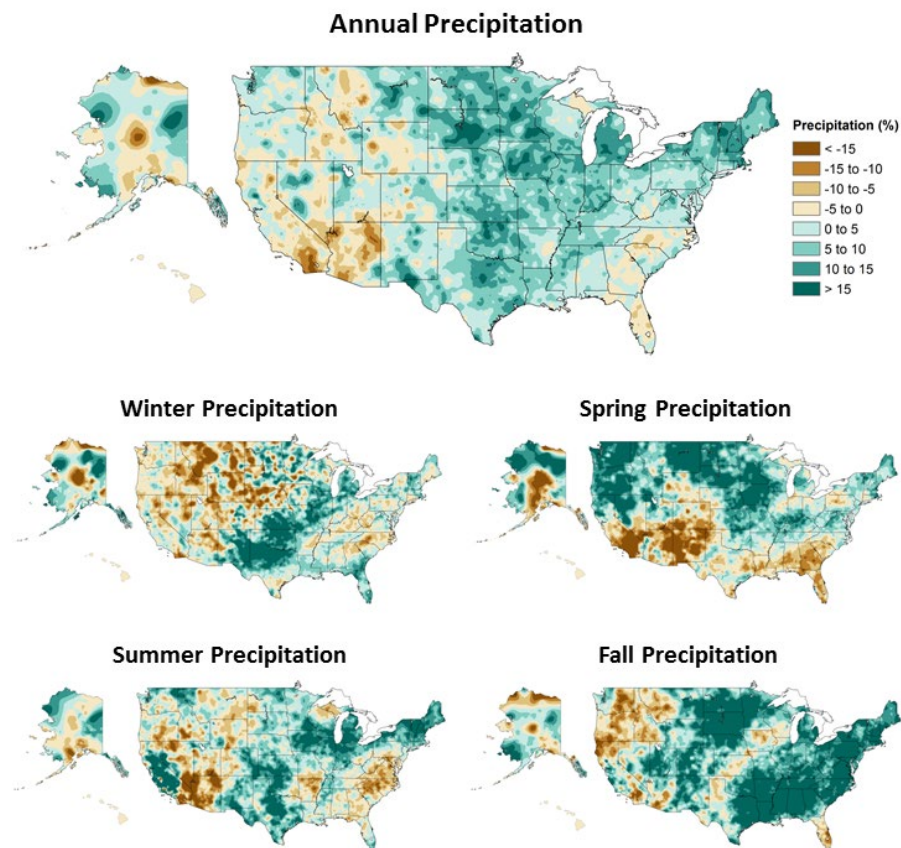 Annual Precipitation
Precipitation (%)
< -15
-15 to -10
-10 to -5
-5 to 0
0 to 5
5 to 10
10 to 15
> 15
Winter Precipitation
Spring Precipitation
Summer Precipitation
Fall Precipitation